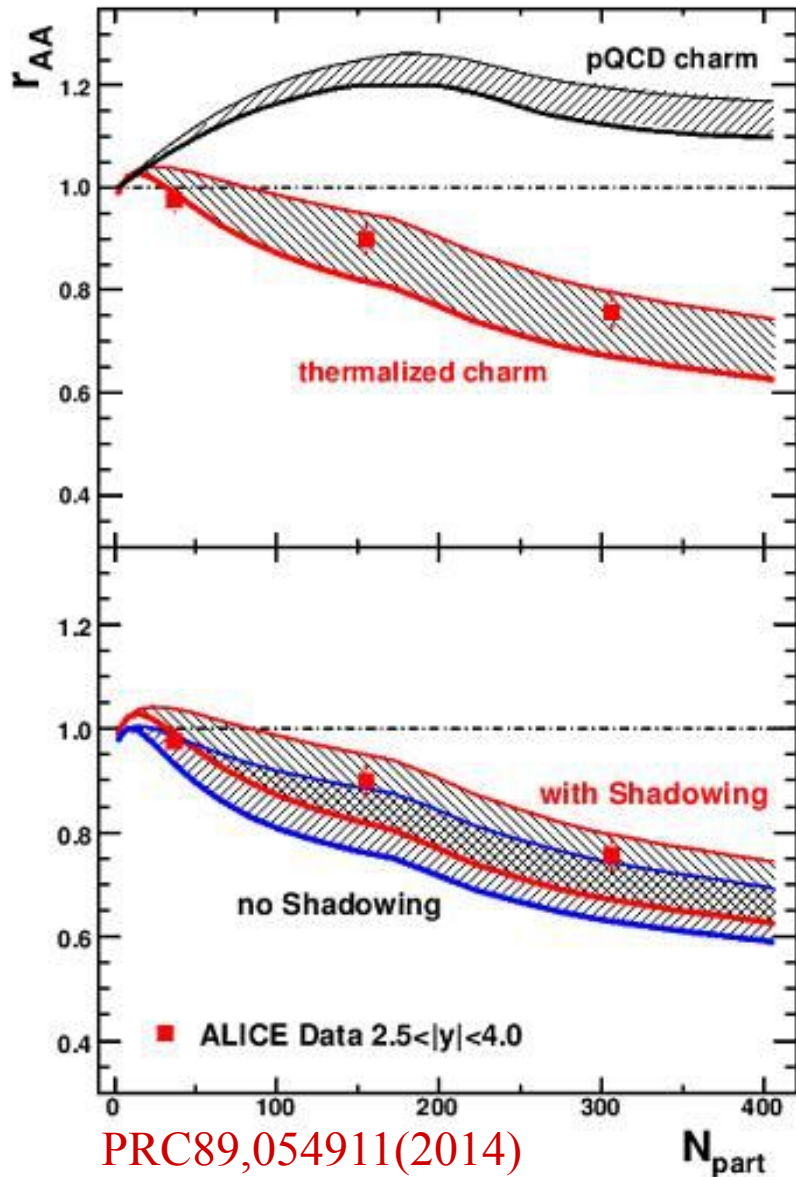 r_AA
pQCD charm
1.2
1.0
0.8
thermalized charm
0.6
0.4
1.2
1.0
with Shadowing
0.8
no Shadowing
0.6
ALICE Data 2.5<|y|<4.0
0.4
0 100 200 300 400
PRC89,054911(2014) N_part